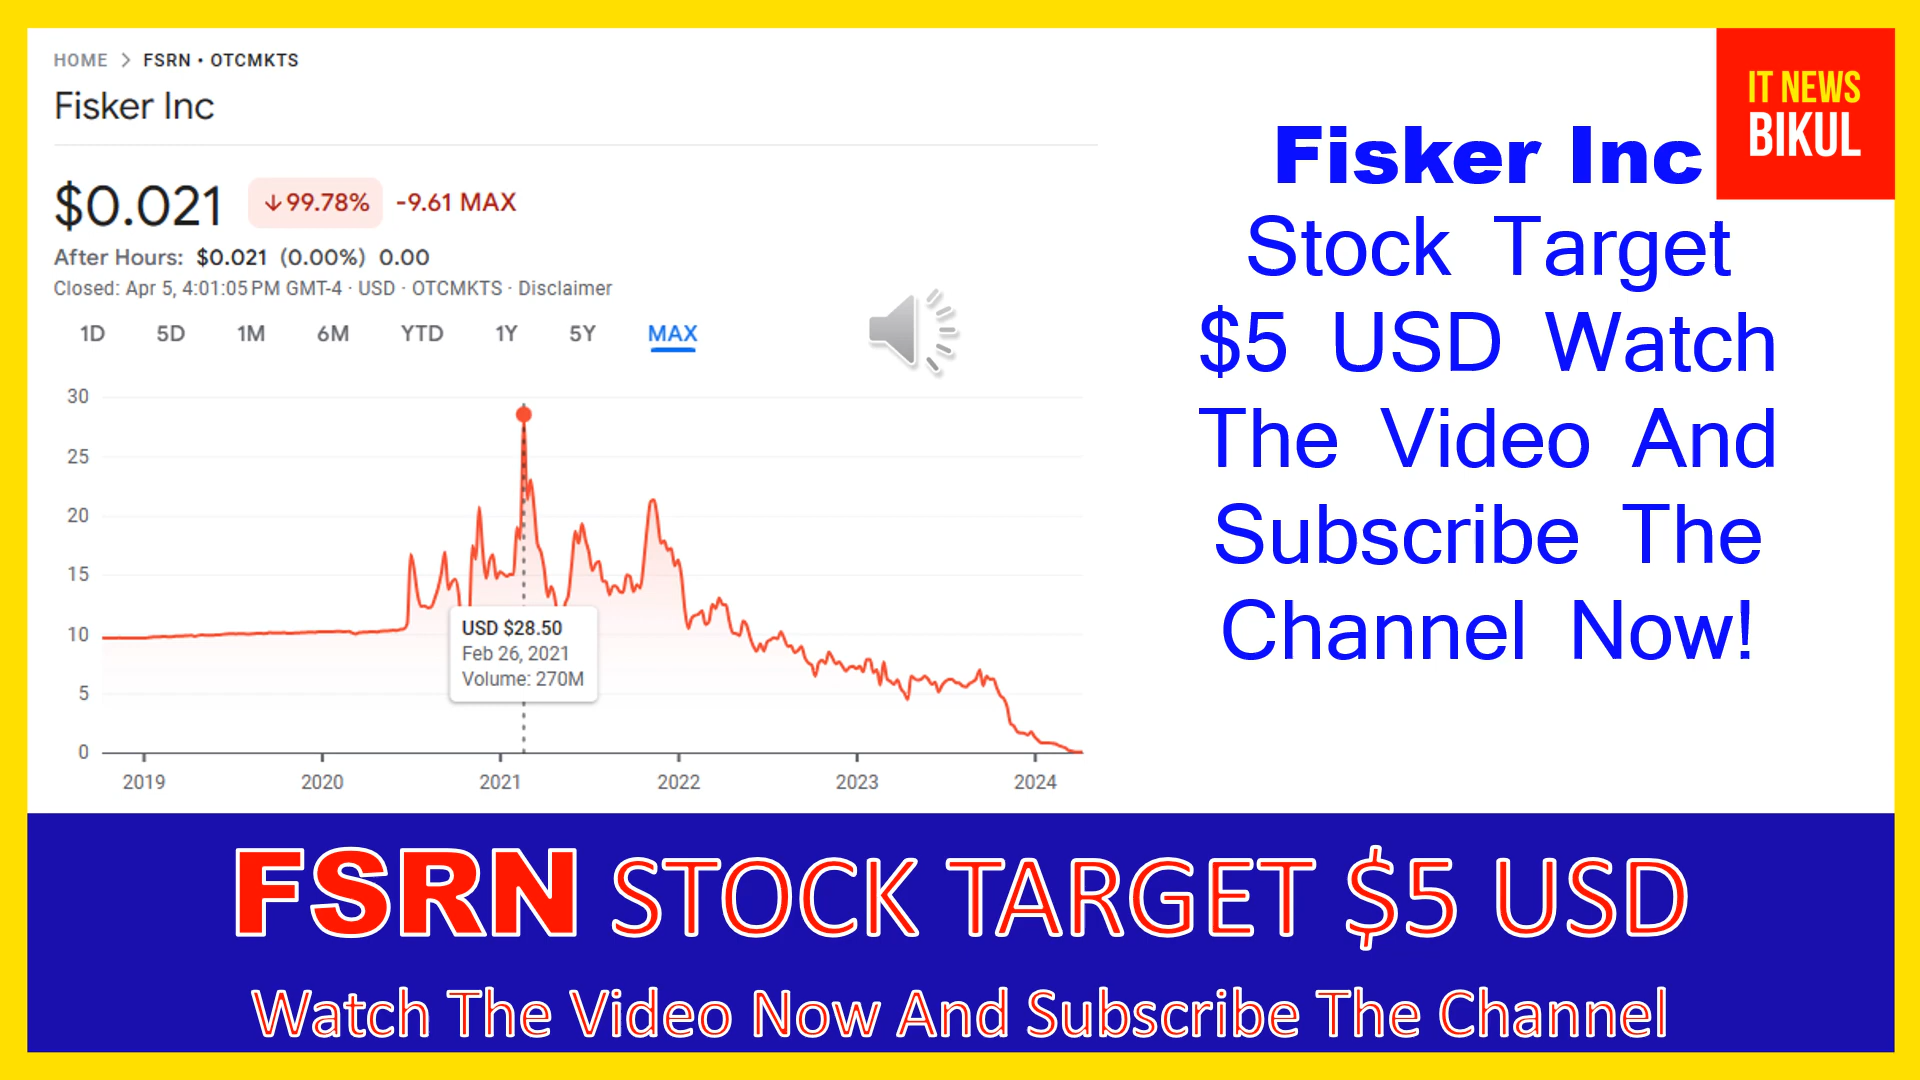 HOME > FSRN • OTCMKTS
Fisker Inc
$0.021 ↓99.78% -9.61 MAX
After Hours: $0.021 (0.00%) 0.00
Closed: Apr 5, 4:01:05 PM GMT-4 · USD · OTCMKTS · Disclaimer
1D 5D 1M 6M YTD 1Y 5Y MAX
30
25
20
15
10
5
0
USD $28.50
Feb 26, 2021
Volume: 270M
2019 2020 2021 2022 2023 2024
IT NEWS
BIKUL
Fisker Inc
Stock Target
$5 USD Watch
The Video And
Subscribe The
Channel Now!
FSRN STOCK TARGET $5 USD
Watch The Video Now And Subscribe The Channel